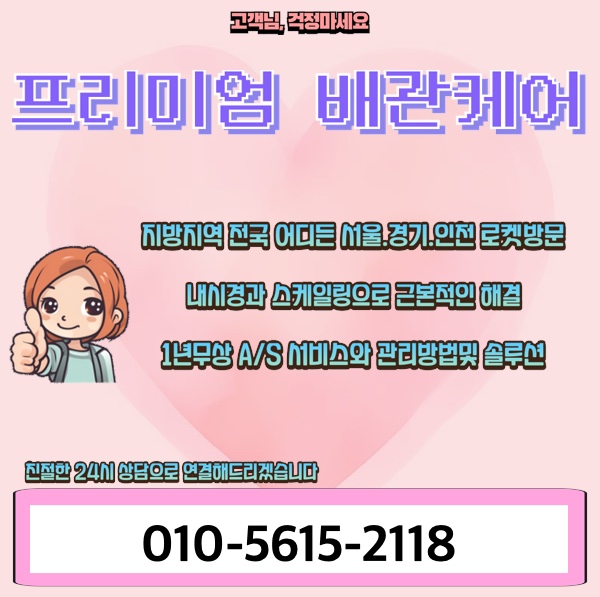 고객님, 걱정마세요
프리미엄 배관케어
지방지역 전국 어디든 서울.경기.인천 로켓방문
내시경과 스케일링으로 근본적인 해결
1년무상 A/S 서비스와 관리방법및 솔루션
친절한 24시 상담으로 연결해드리겠습니다
010-5615-2118